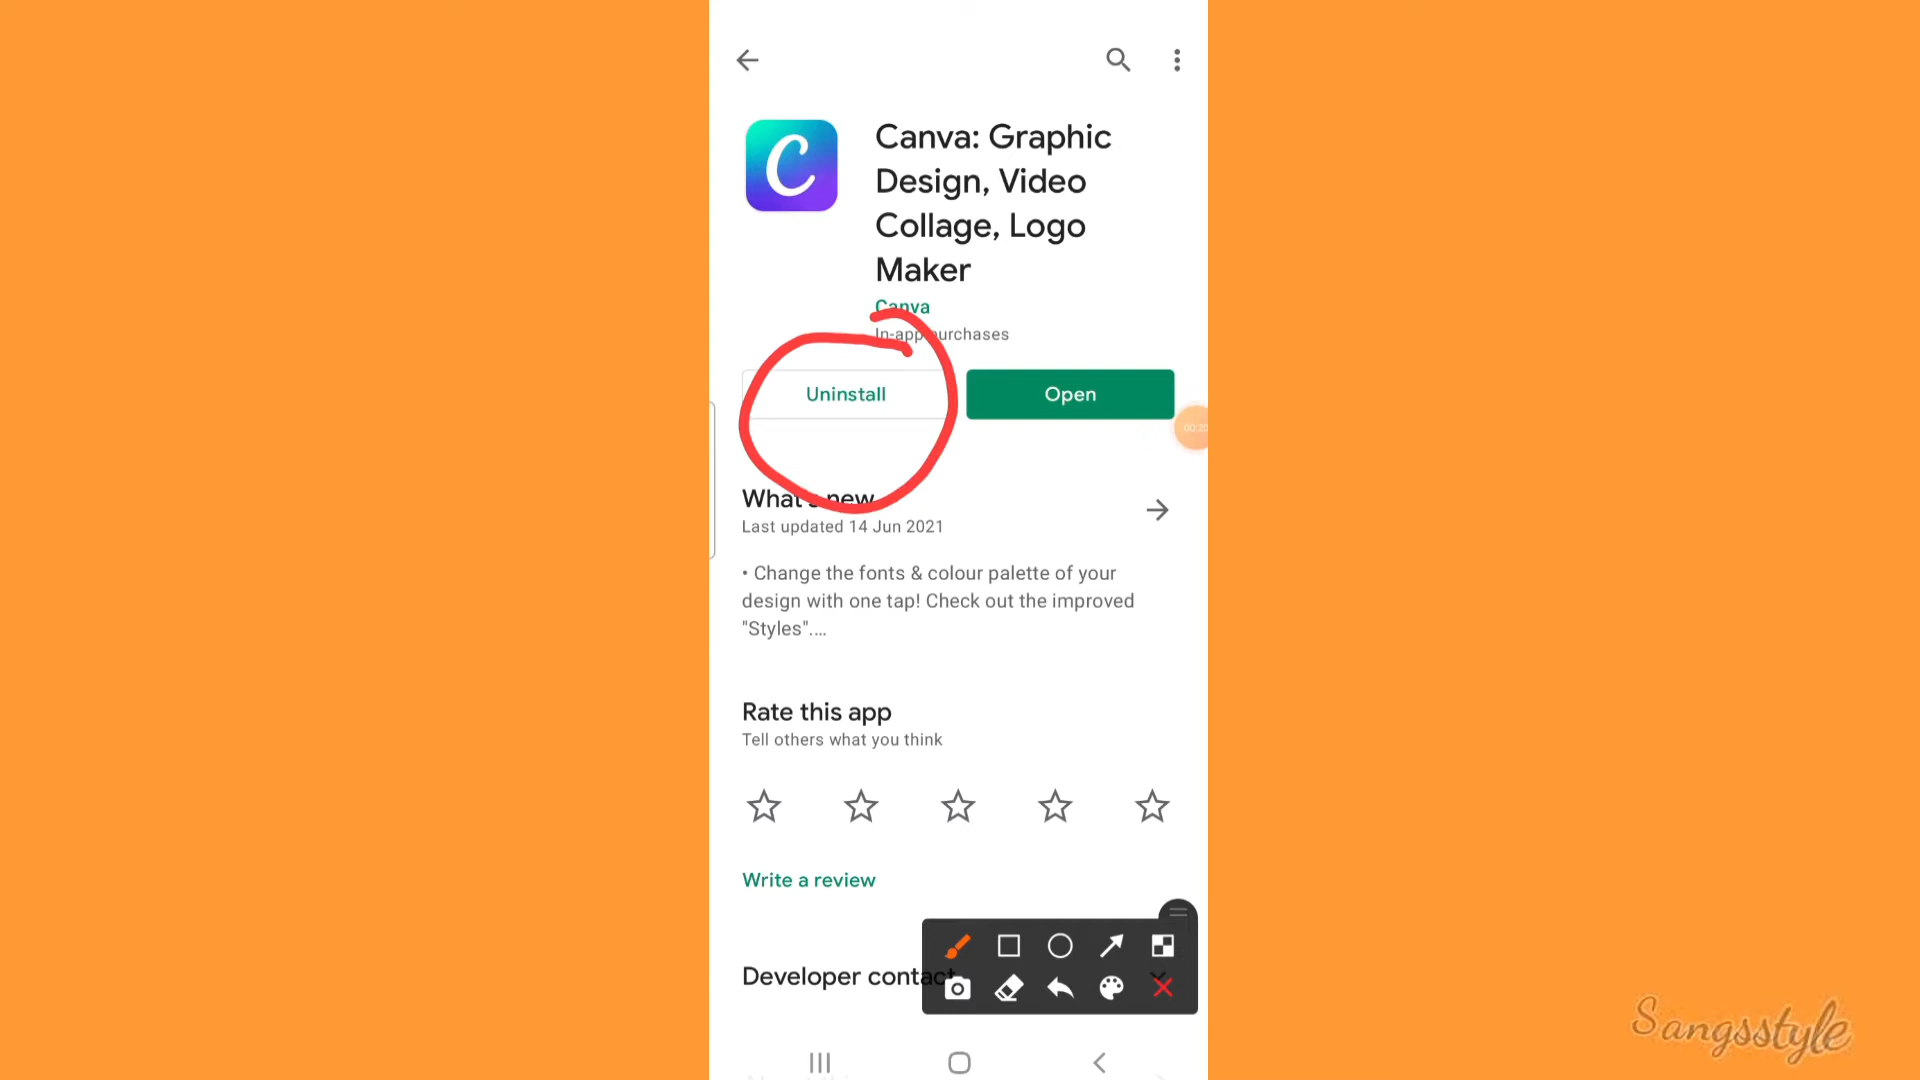 Canva: Graphic
Design, Video
Collage, Logo
Maker
Canva
In-app purchases
Uninstall
Open
00:20
What's new
Last updated 14 Jun 2021
• Change the fonts & colour palette of your
design with one tap! Check out the improved
"Styles"....
Rate this app
Tell others what you think
Write a review
Developer contact
Sangsstyle